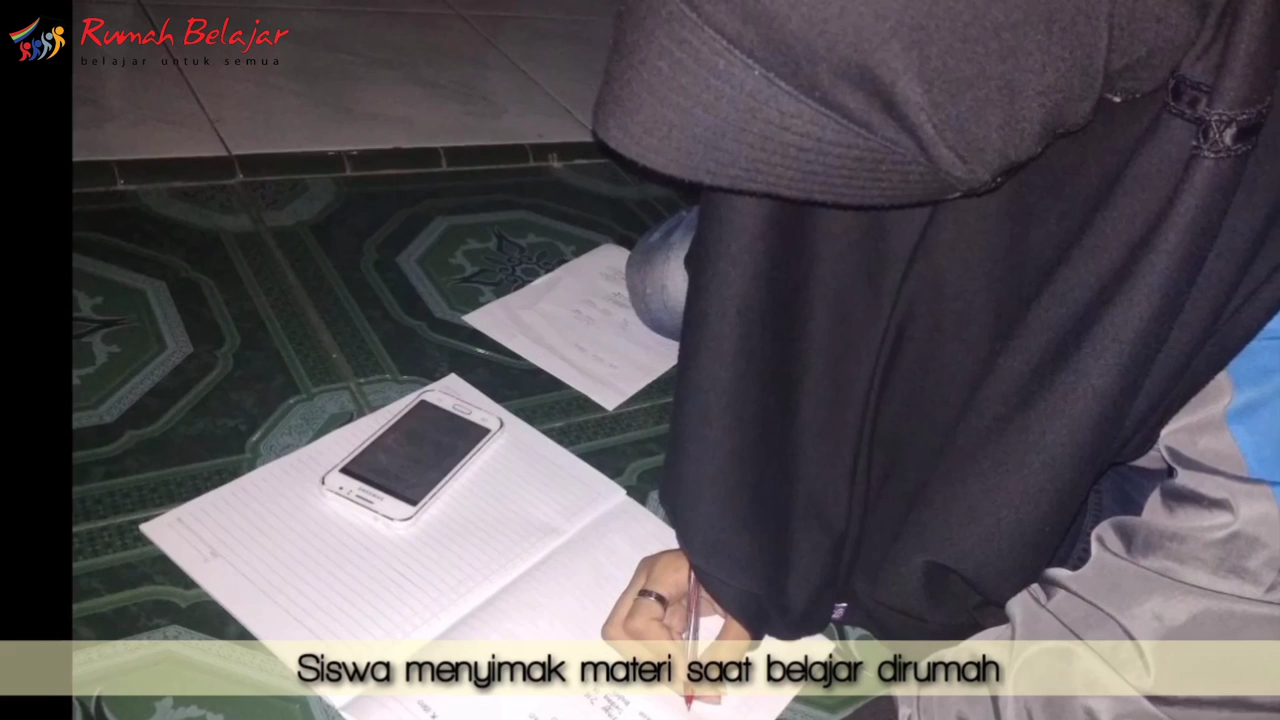 Rumah Belajar
belajar untuk semua
SAMSUNG
Siswa menyimak materi saat belajar dirumah